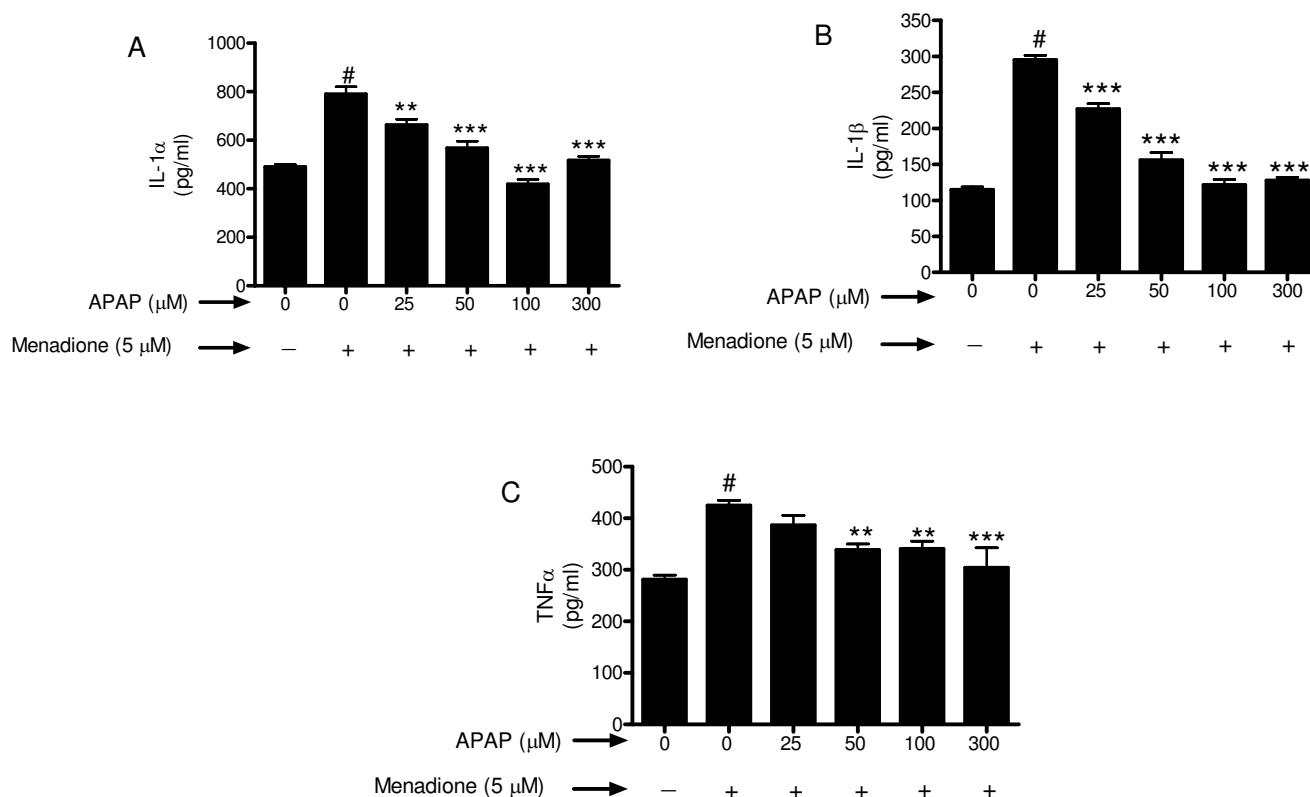 A
1000
800
600
400
200
0
IL-1α
(pg/ml)
# ** *** *** ***
APAP (μM) 0 0 25 50 100 300
Menadione (5 μM) – + + + + +
B
350
300
250
200
150
100
50
0
IL-1β
(pg/ml)
# *** *** *** ***
APAP (μM) 0 0 25 50 100 300
Menadione (5 μM) – + + + + +
C
500
400
300
200
100
0
TNFα
(pg/ml)
# ** ** ***
APAP (μM) 0 0 25 50 100 300
Menadione (5 μM) – + + + + +